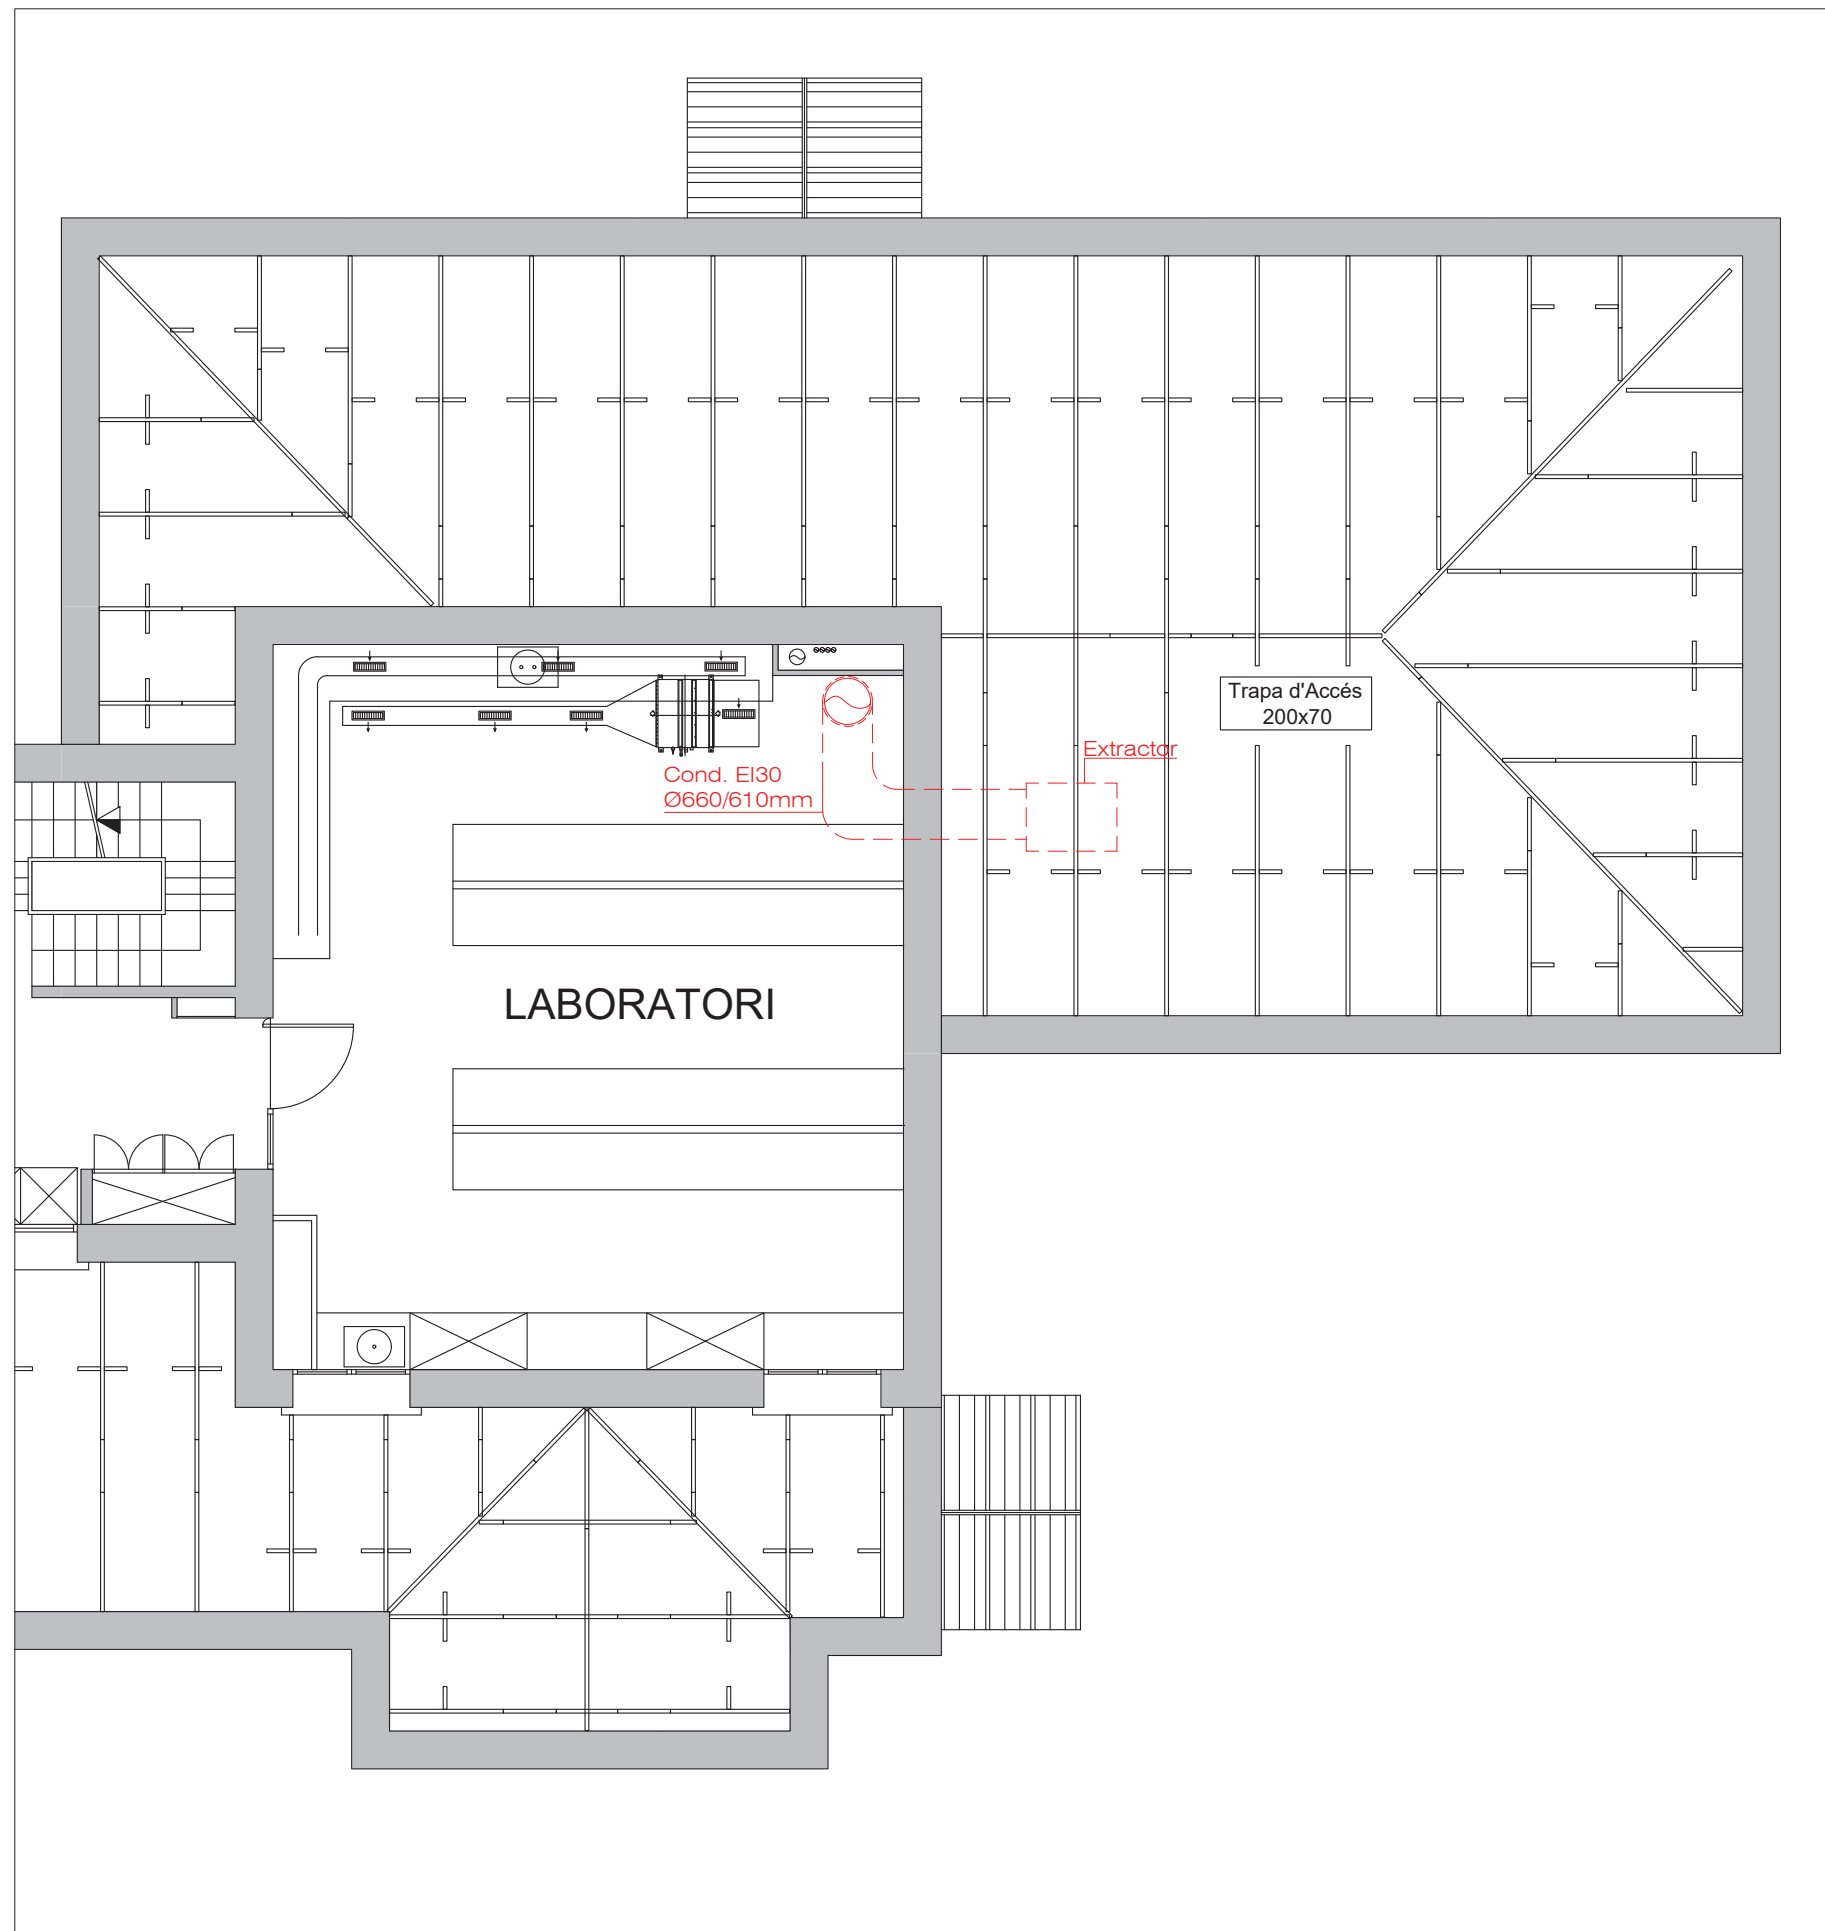 Trapa d'Accés
200x70
Extractor
Cond. EI30
Ø660/610mm
LABORATORI